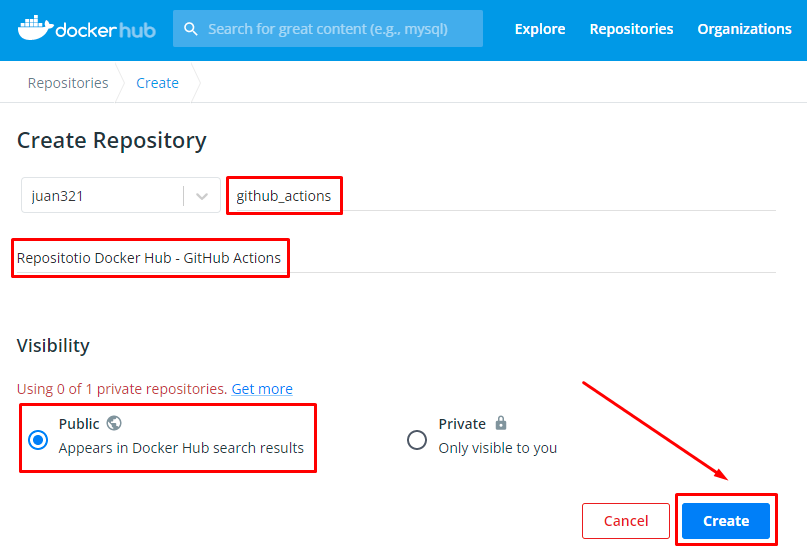 docker hub
Search for great content (e.g., mysql)
Explore
Repositories
Organizations
Repositories
Create
Create Repository
juan321
github_actions
Repositotio Docker Hub - GitHub Actions
Visibility
Using 0 of 1 private repositories. Get more
Public
Appears in Docker Hub search results
Private
Only visible to you
Cancel
Create